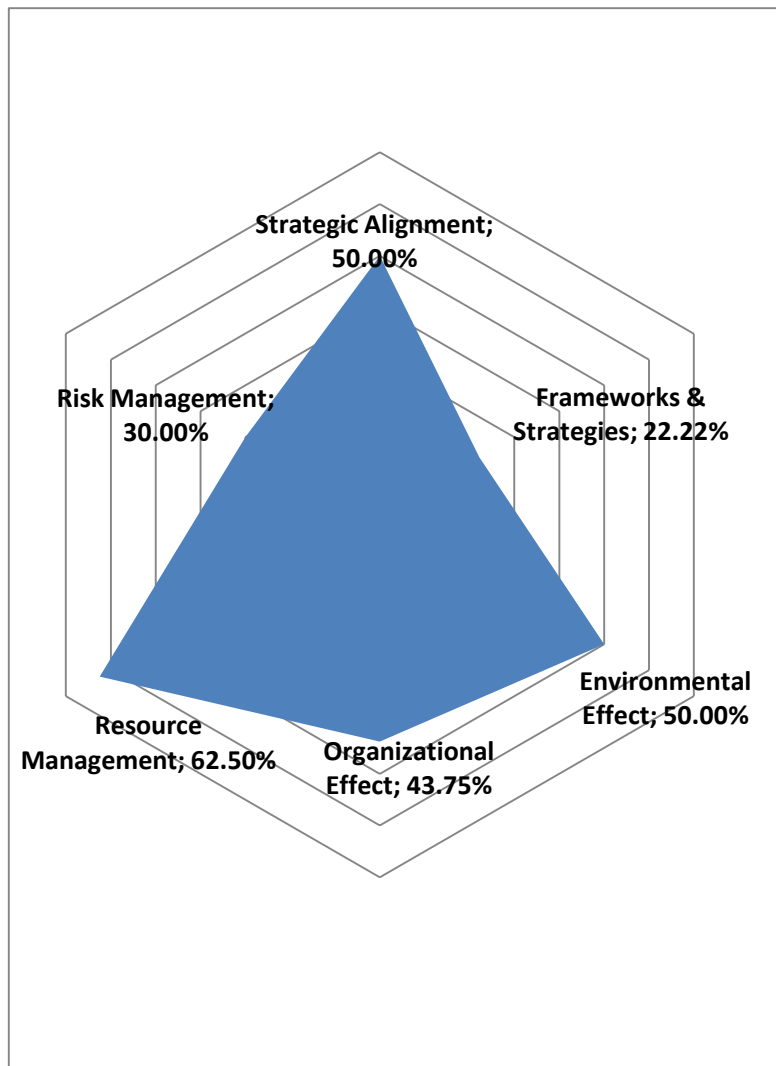 Strategic Alignment;
50.00%
Frameworks &
Strategies; 22.22%
Environmental
Effect; 50.00%
Organizational
Effect; 43.75%
Resource
Management; 62.50%
Risk Management;
30.00%